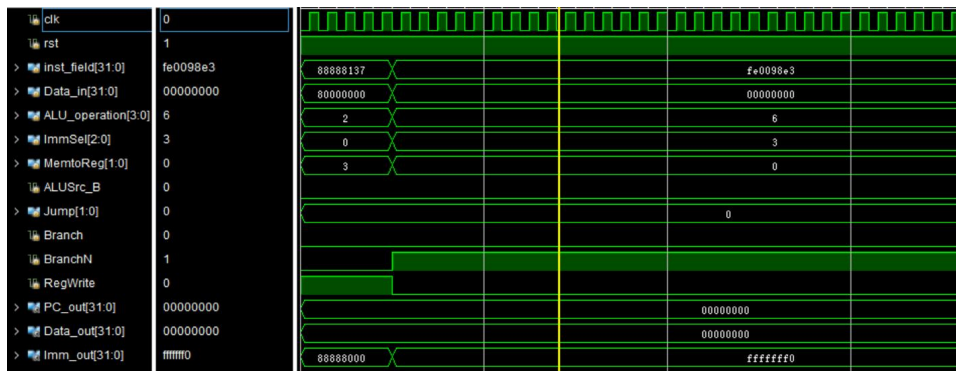 clk 0
rst 1
inst_field[31:0] fe0098e3 88888137 fe0098e3
Data_in[31:0] 00000000 80000000 00000000
ALU_operation[3:0] 6 2 6
ImmSel[2:0] 3 0 3
MemtoReg[1:0] 0 3 0
ALUSrc_B 0
Jump[1:0] 0 0
Branch 0
BranchN 1
RegWrite 0
PC_out[31:0] 00000000 00000000
Data_out[31:0] 00000000 00000000
Imm_out[31:0] fffffff0 88888000 fffffff0